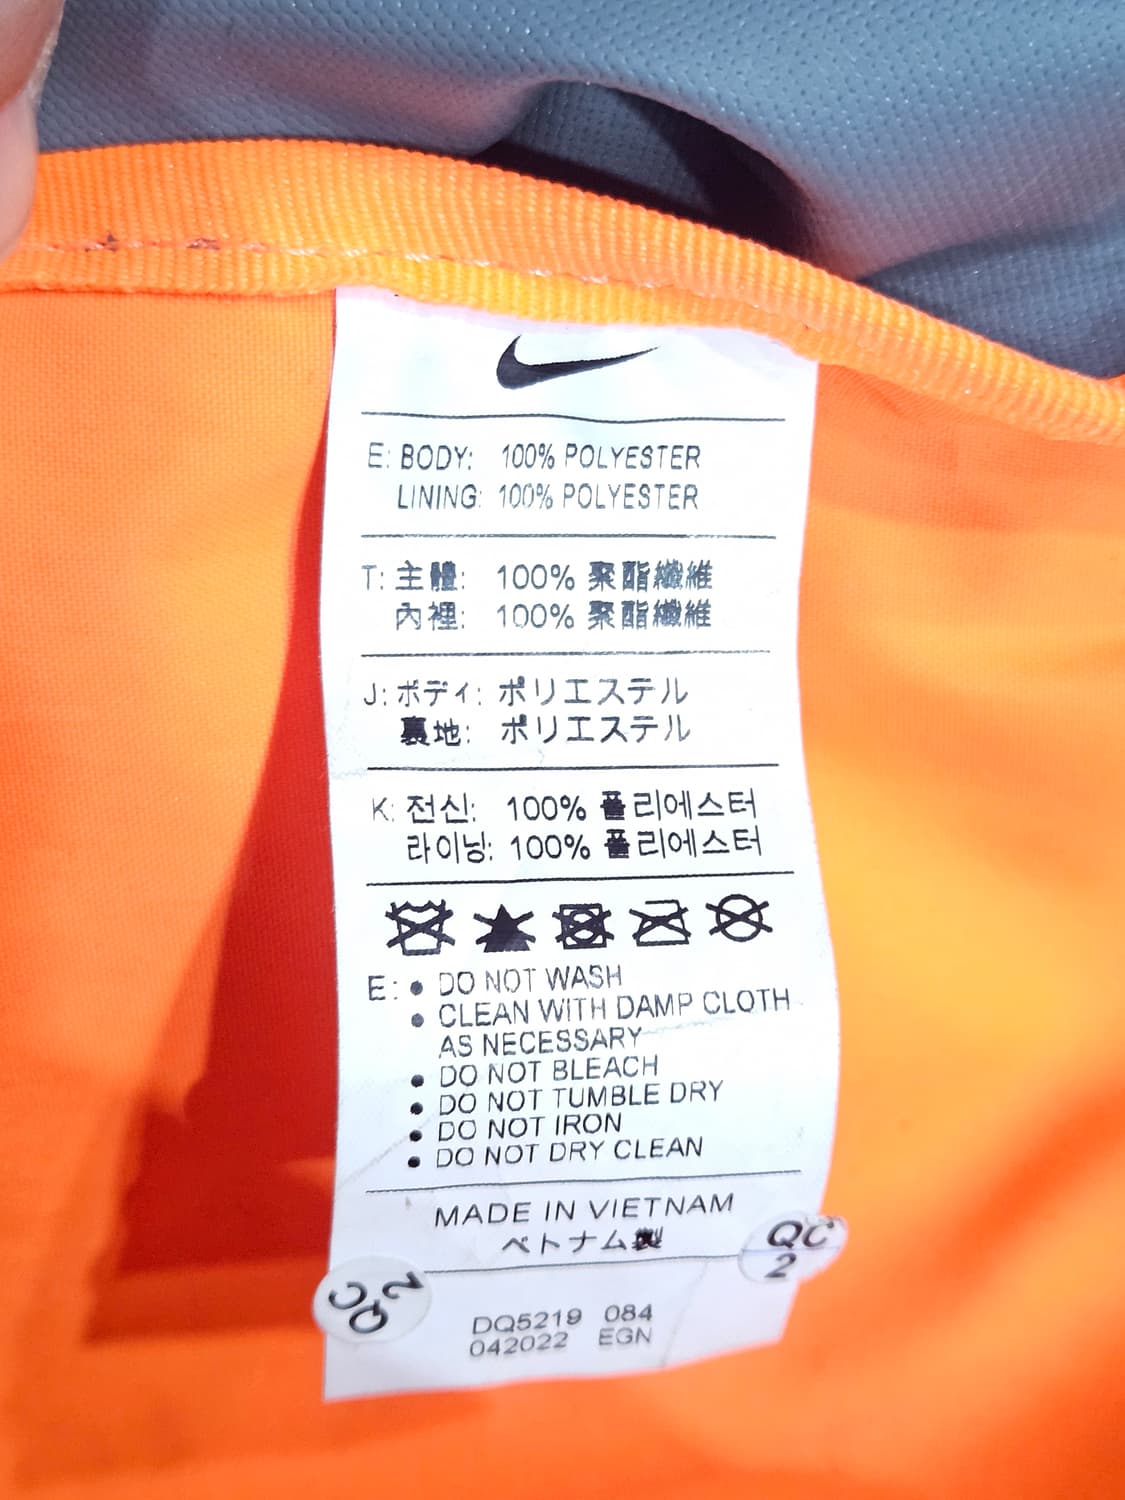 E: BODY: 100% POLYESTER
LINING: 100% POLYESTER
T: 主體: 100% 聚酯纖維
內裡: 100% 聚酯纖維
J: ボディ: ポリエステル
裏地: ポリエステル
K: 전신: 100% 폴리에스터
라이닝: 100% 폴리에스터
E: • DO NOT WASH
• CLEAN WITH DAMP CLOTH
AS NECESSARY
• DO NOT BLEACH
• DO NOT TUMBLE DRY
• DO NOT IRON
• DO NOT DRY CLEAN
MADE IN VIETNAM
ベトナム製
QC
2
QC
2
DQ5219 084
042022 EGN